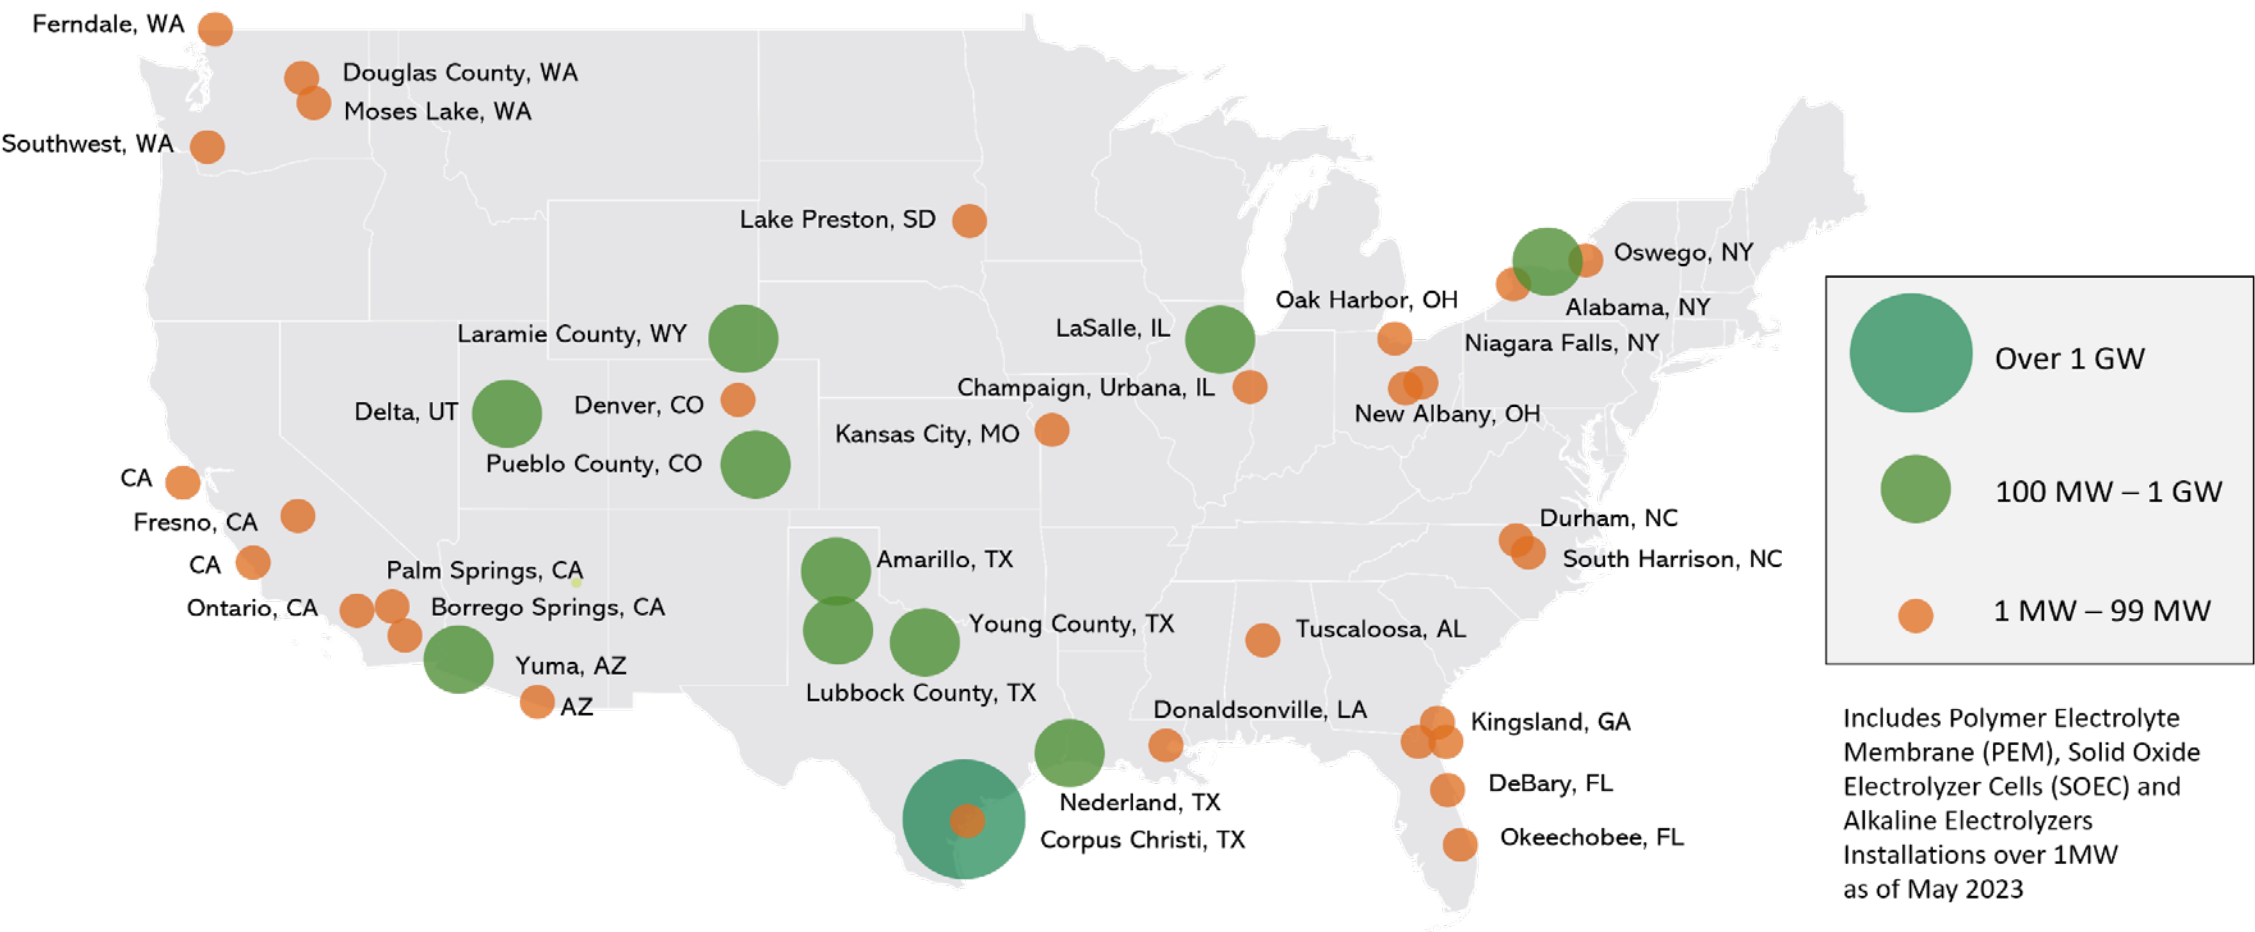 Ferndale, WA
Douglas County, WA
Moses Lake, WA
Southwest, WA
Lake Preston, SD
Oswego, NY
Oak Harbor, OH
Alabama, NY
Laramie County, WY
LaSalle, IL
Niagara Falls, NY
Champaign, Urbana, IL
Delta, UT
Denver, CO
New Albany, OH
Kansas City, MO
Pueblo County, CO
CA
Fresno, CA
Durham, NC
CA
Palm Springs, CA
Amarillo, TX
South Harrison, NC
Ontario, CA
Borrego Springs, CA
Young County, TX
Tuscaloosa, AL
Yuma, AZ
Lubbock County, TX
AZ
Donaldsonville, LA
Kingsland, GA
DeBary, FL
Nederland, TX
Corpus Christi, TX
Okeechobee, FL
Over 1 GW
100 MW – 1 GW
1 MW – 99 MW
Includes Polymer Electrolyte
Membrane (PEM), Solid Oxide
Electrolyzer Cells (SOEC) and
Alkaline Electrolyzers
Installations over 1MW
as of May 2023